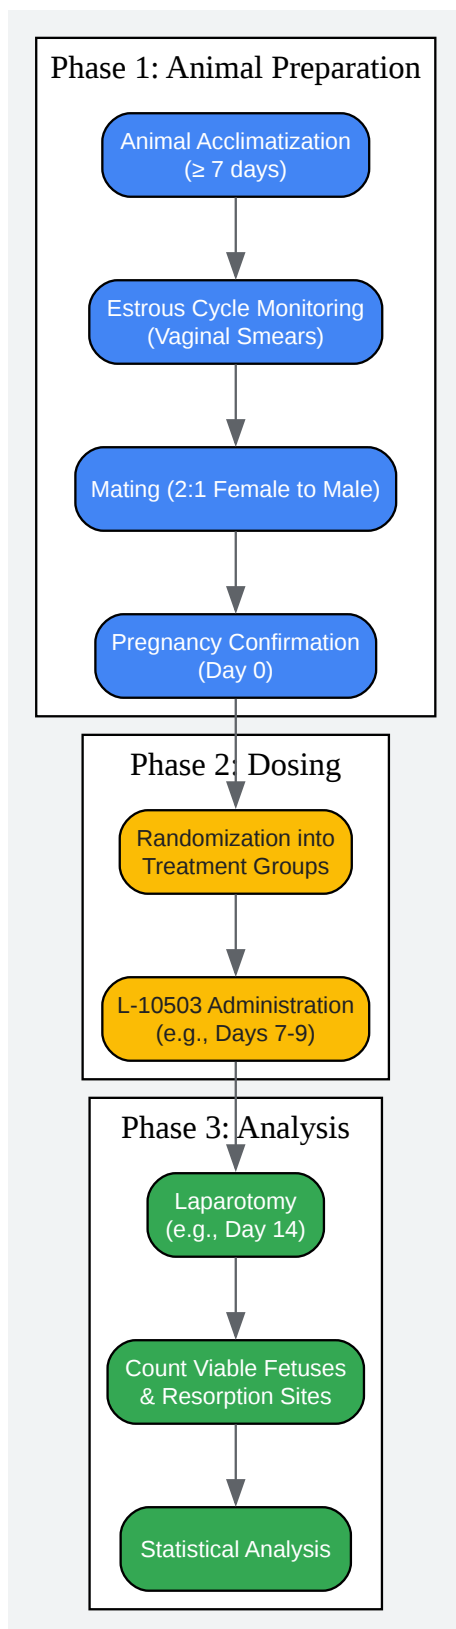 Phase 1: Animal Preparation
Animal Acclimatization
(≥ 7 days)
Estrous Cycle Monitoring
(Vaginal Smears)
Mating (2:1 Female to Male)
Pregnancy Confirmation
(Day 0)
Phase 2: Dosing
Randomization into
Treatment Groups
L-10503 Administration
(e.g., Days 7-9)
Phase 3: Analysis
Laparotomy
(e.g., Day 14)
Count Viable Fetuses
& Resorption Sites
Statistical Analysis